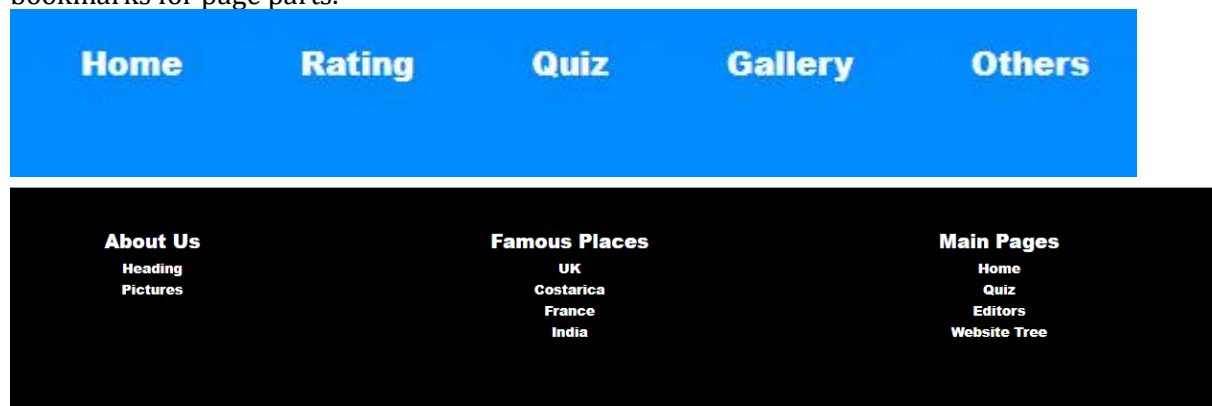 bookmarks for page parts.
Home Rating Quiz Gallery Others
About Us Famous Places Main Pages
Heading UK Home
Pictures Costarica Quiz
France Editors
India Website Tree